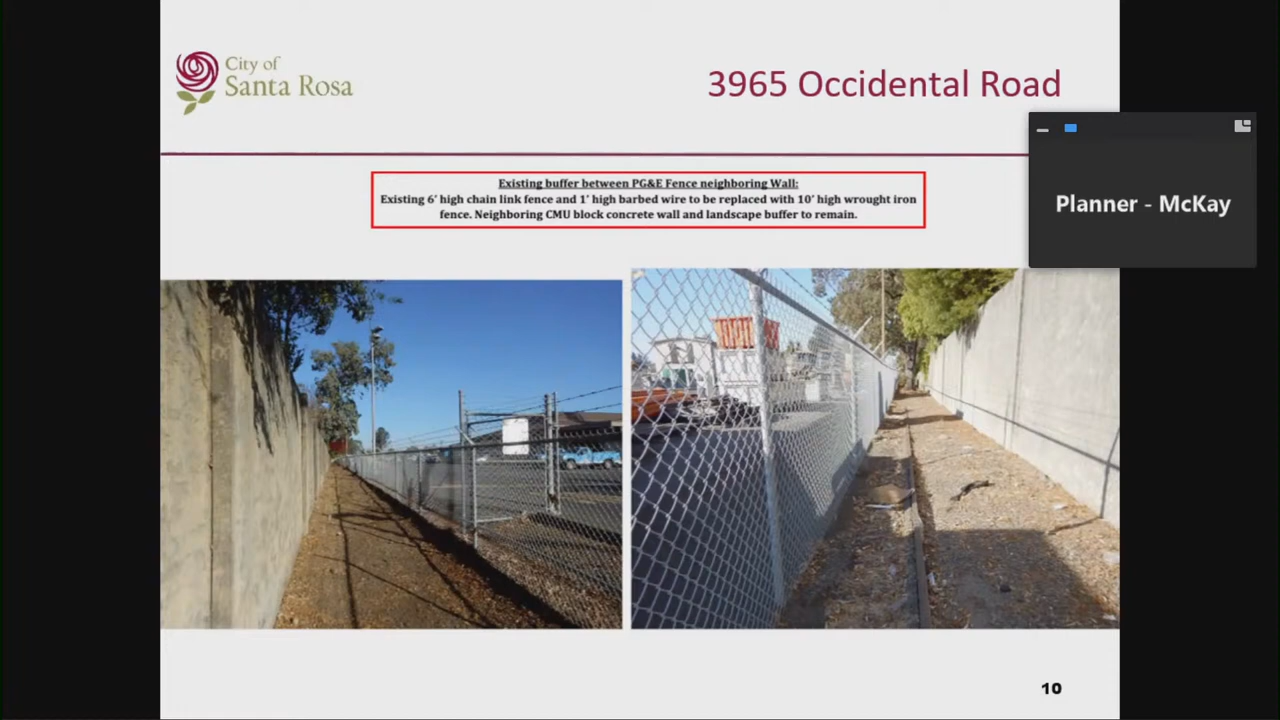 City of
Santa Rosa
3965 Occidental Road
Existing buffer between PG&E Fence neighboring Wall:
Existing 6' high chain link fence and 1' high barbed wire to be replaced with 10' high wrought iron
fence. Neighboring CMU block concrete wall and landscape buffer to remain.
Planner - McKay
10